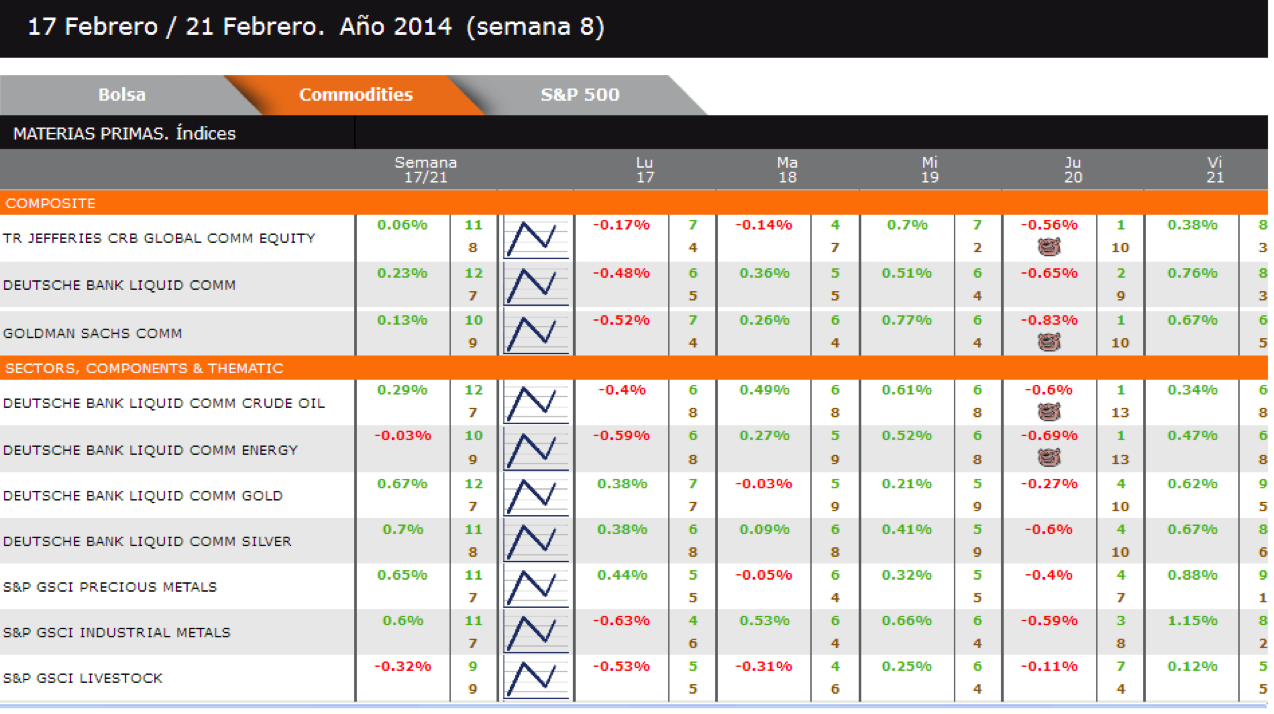 17 Febrero / 21 Febrero. Año 2014 (semana 8)
Bolsa Commodities S&P 500
MATERIAS PRIMAS. Índices
Semana Lu Ma Mi Ju Vi
17/21 17 18 19 20 21
COMPOSITE
0.06% 11 -0.17% 7 -0.14% 4 0.7% 7 -0.56% 1 0.38% 8
TR JEFFERIES CRB GLOBAL COMM EQUITY
8 4 7 2 10 3
0.23% 12 -0.48% 6 0.36% 5 0.51% 6 -0.65% 2 0.76% 8
DEUTSCHE BANK LIQUID COMM
7 5 5 4 9 3
0.13% 10 -0.52% 7 0.26% 6 0.77% 6 -0.83% 1 0.67% 6
GOLDMAN SACHS COMM
9 4 4 4 10 5
SECTORS, COMPONENTS & THEMATIC
0.29% 12 -0.4% 6 0.49% 6 0.61% 6 -0.6% 1 0.34% 6
DEUTSCHE BANK LIQUID COMM CRUDE OIL
7 8 8 8 13 8
-0.03% 10 -0.59% 6 0.27% 5 0.52% 6 -0.69% 1 0.47% 6
DEUTSCHE BANK LIQUID COMM ENERGY
9 8 9 8 13 8
0.67% 12 0.38% 7 -0.03% 5 0.21% 5 -0.27% 4 0.62% 9
DEUTSCHE BANK LIQUID COMM GOLD
7 7 9 9 10 5
0.7% 11 0.38% 6 0.09% 6 0.41% 5 -0.6% 4 0.67% 8
DEUTSCHE BANK LIQUID COMM SILVER
8 8 8 9 10 6
0.65% 11 0.44% 5 -0.05% 6 0.32% 5 -0.4% 4 0.88% 9
S&P GSCI PRECIOUS METALS
7 5 4 5 7 1
0.6% 11 -0.63% 4 0.53% 6 0.66% 6 -0.59% 3 1.15% 8
S&P GSCI INDUSTRIAL METALS
7 6 4 4 8 2
-0.32% 9 -0.53% 5 -0.31% 4 0.25% 6 -0.11% 7 0.12% 5
S&P GSCI LIVESTOCK
9 5 6 4 4 5